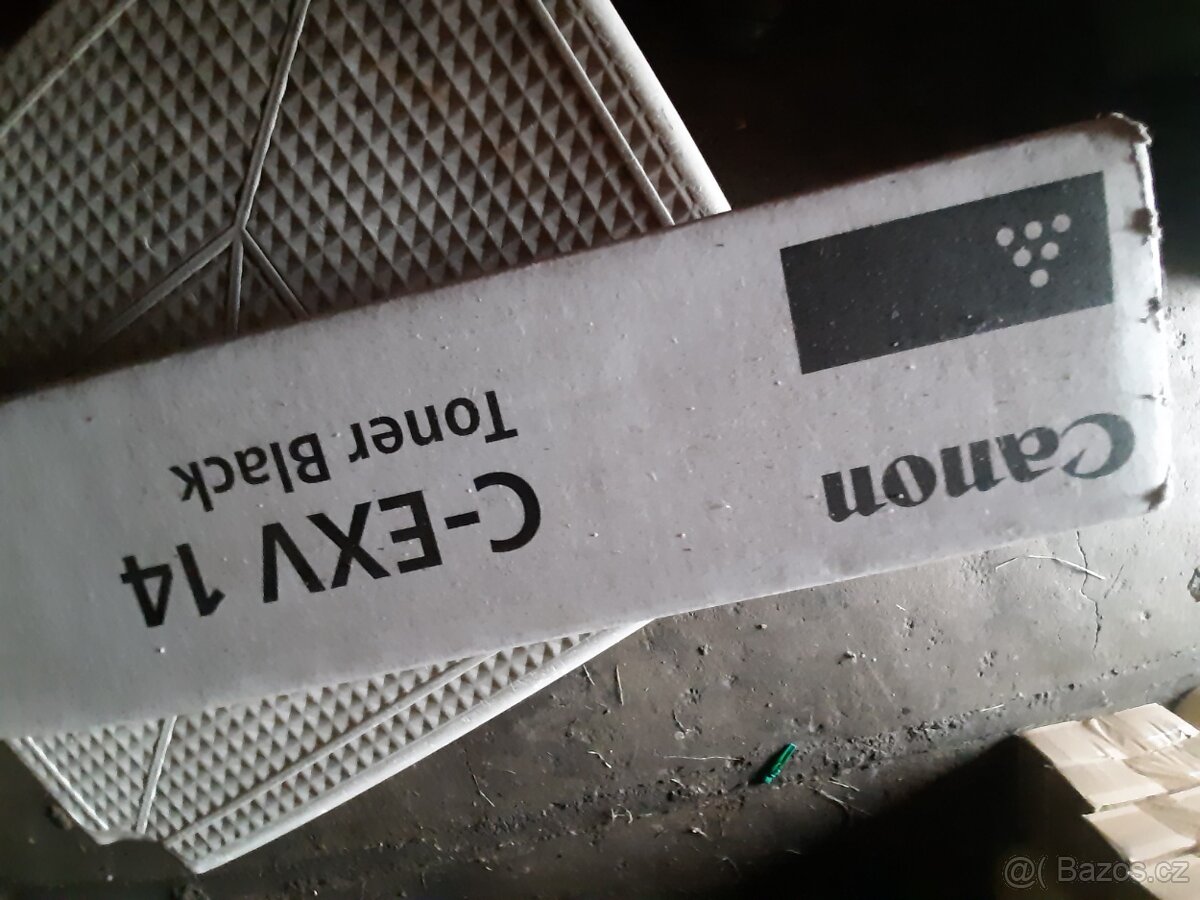 Canon
C-EXV 14
Toner Black
@( Bazos.cz